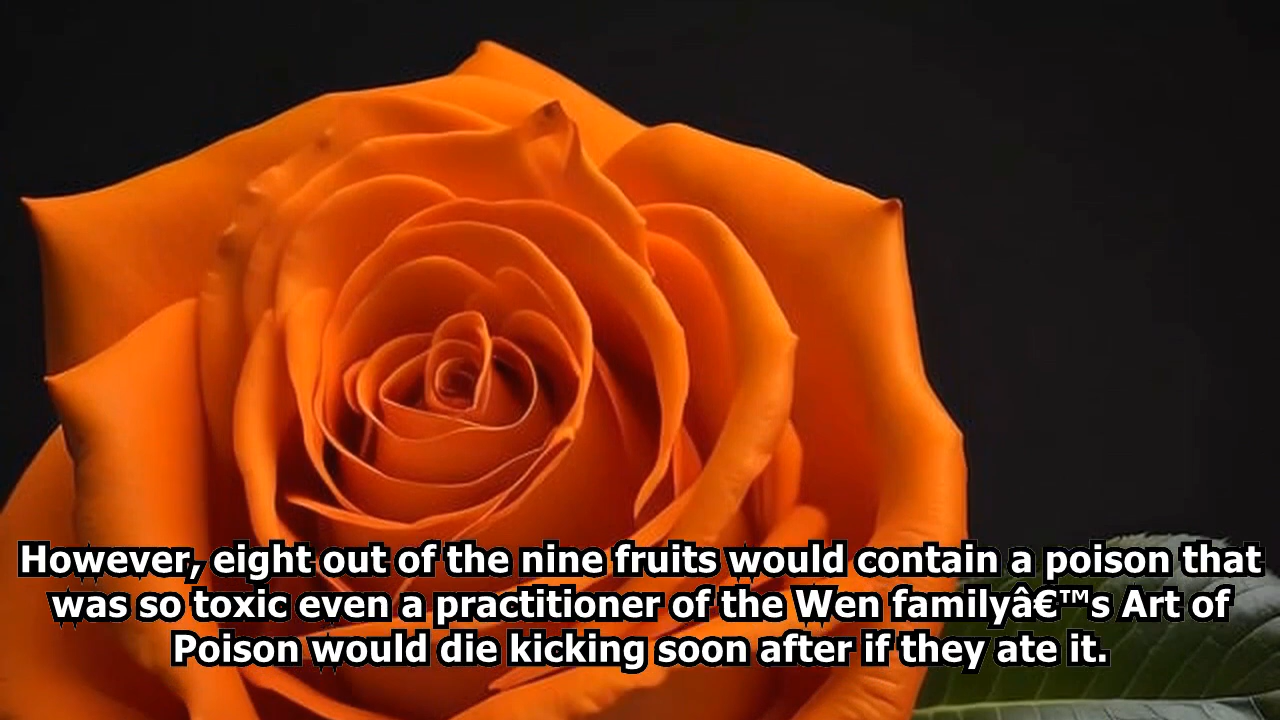 However, eight out of the nine fruits would contain a poison that
was so toxic even a practitioner of the Wen familyâ€™s Art of
Poison would die kicking soon after if they ate it.